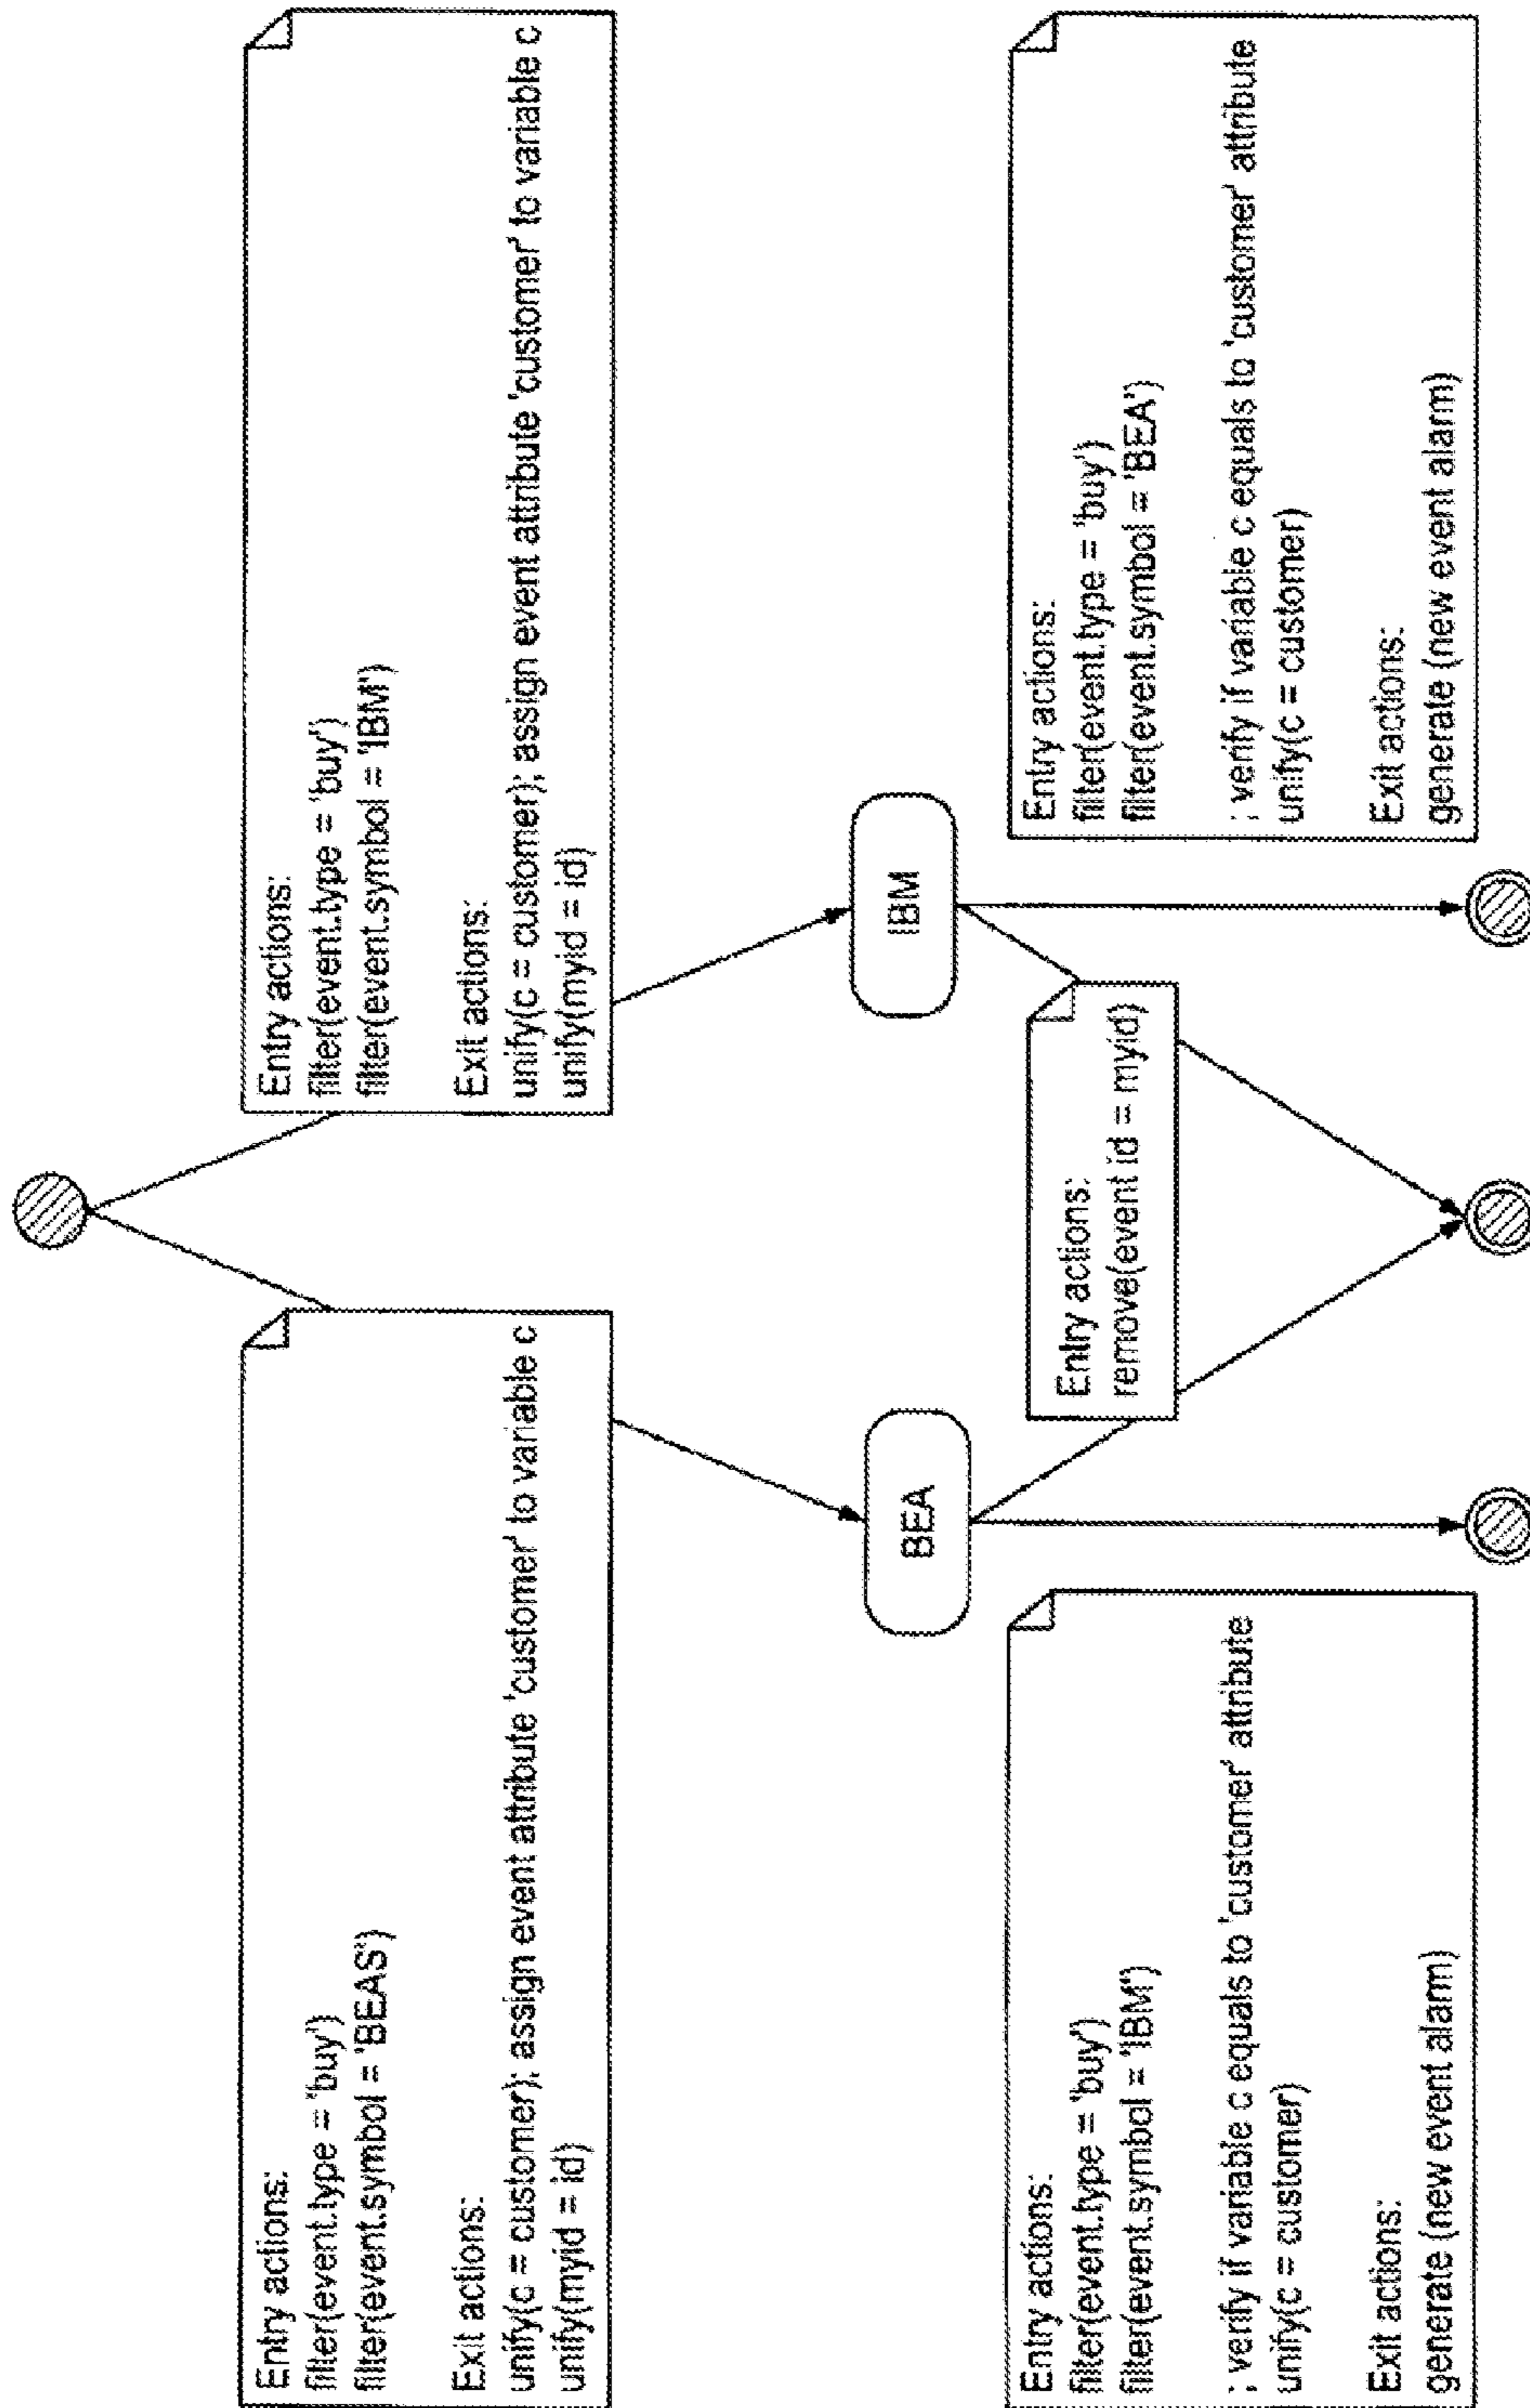 Entry actions:
filter(event.type = 'buy')
filter(event.symbol = 'BEAS')
Exit actions:
unify(c = customer); assign event attribute 'customer' to variable c
unify(myid = id)
Entry actions:
filter(event.type = 'buy')
filter(event.symbol = 'IBM')
Exit actions:
unify(c = customer); assign event attribute 'customer' to variable c
unify(myid = id)
BEA
IBM
Entry actions:
filter(event.type = 'buy')
filter(event.symbol = 'IBM')
; verify if variable c equals to 'customer' attribute
unify(c = customer)
Exit actions:
generate (new event alarm)
Entry actions:
remove(event id = myid)
Entry actions:
filter(event.type = 'buy')
filter(event.symbol = 'BEA')
; verify if variable c equals to 'customer' attribute
unify(c = customer)
Exit actions:
generate (new event alarm)